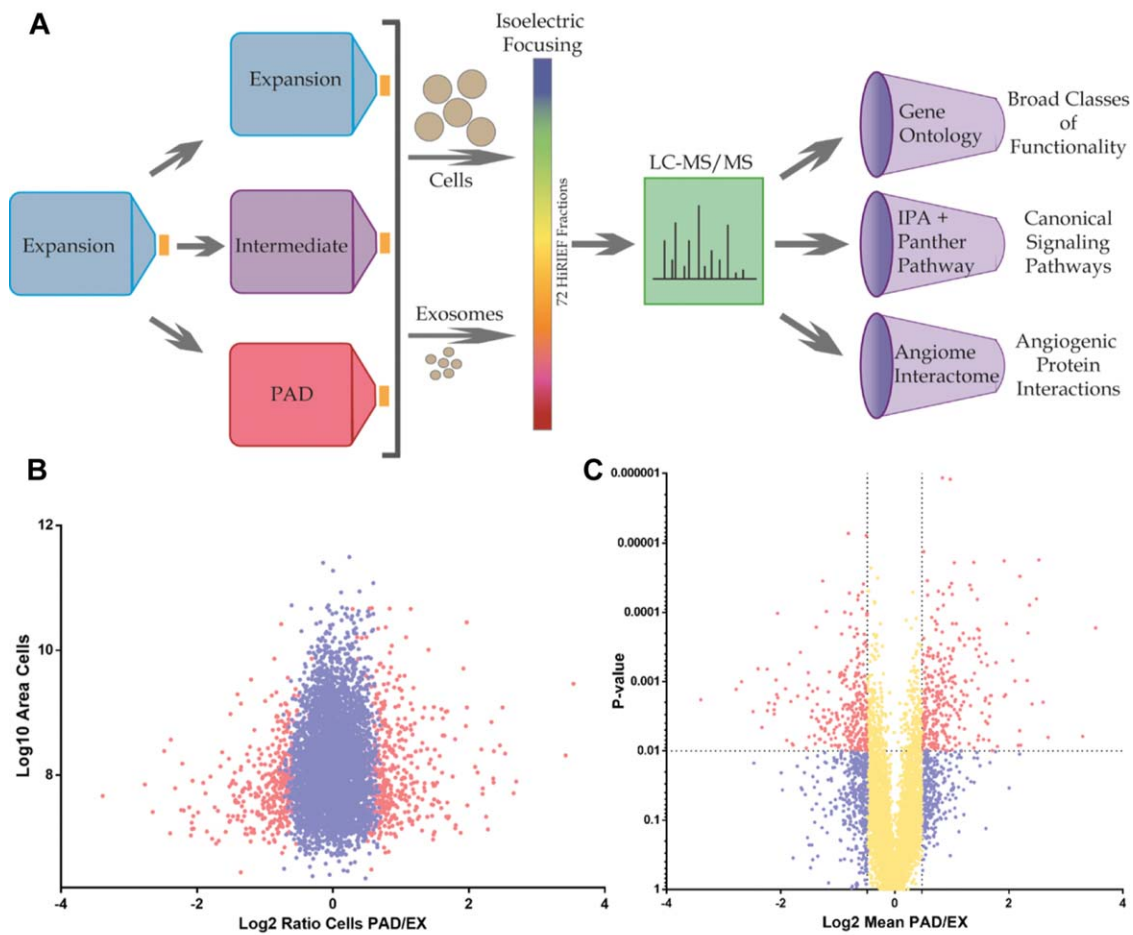 A
Expansion
Expansion
Intermediate
PAD
Cells
Exosomes
Isoelectric
Focusing
72 HiRIEF Fractions
LC-MS/MS
Gene
Ontology
Broad Classes
of
Functionality
IPA +
Panther
Pathway
Canonical
Signaling
Pathways
Angiome
Interactome
Angiogenic
Protein
Interactions
B
12
10
8
Log10 Area Cells
-4
-2
0
2
4
Log2 Ratio Cells PAD/EX
C
0.000001
0.00001
0.0001
0.001
0.01
0.1
1
P-value
-4
-2
0
2
4
Log2 Mean PAD/EX